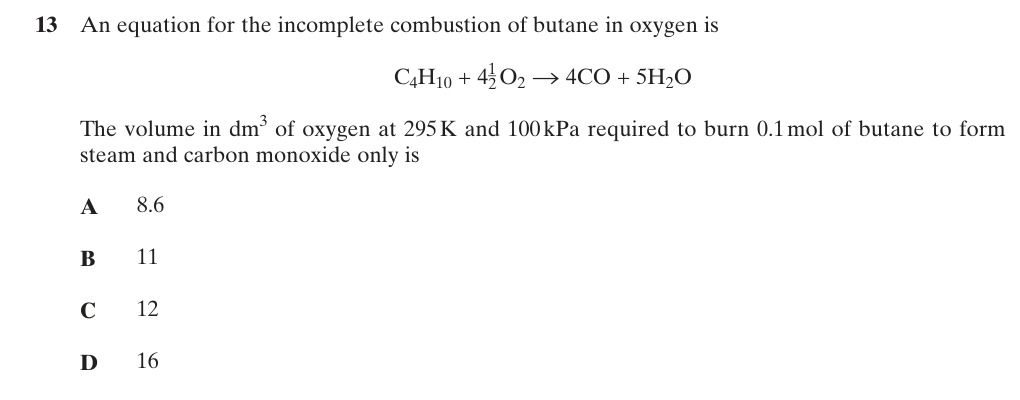 13 An equation for the incomplete combustion of butane in oxygen is
C₄H₁₀ + 4½O₂ ⟶ 4CO + 5H₂O
The volume in dm³ of oxygen at 295 K and 100 kPa required to burn 0.1 mol of butane to form
steam and carbon monoxide only is
A 8.6
B 11
C 12
D 16